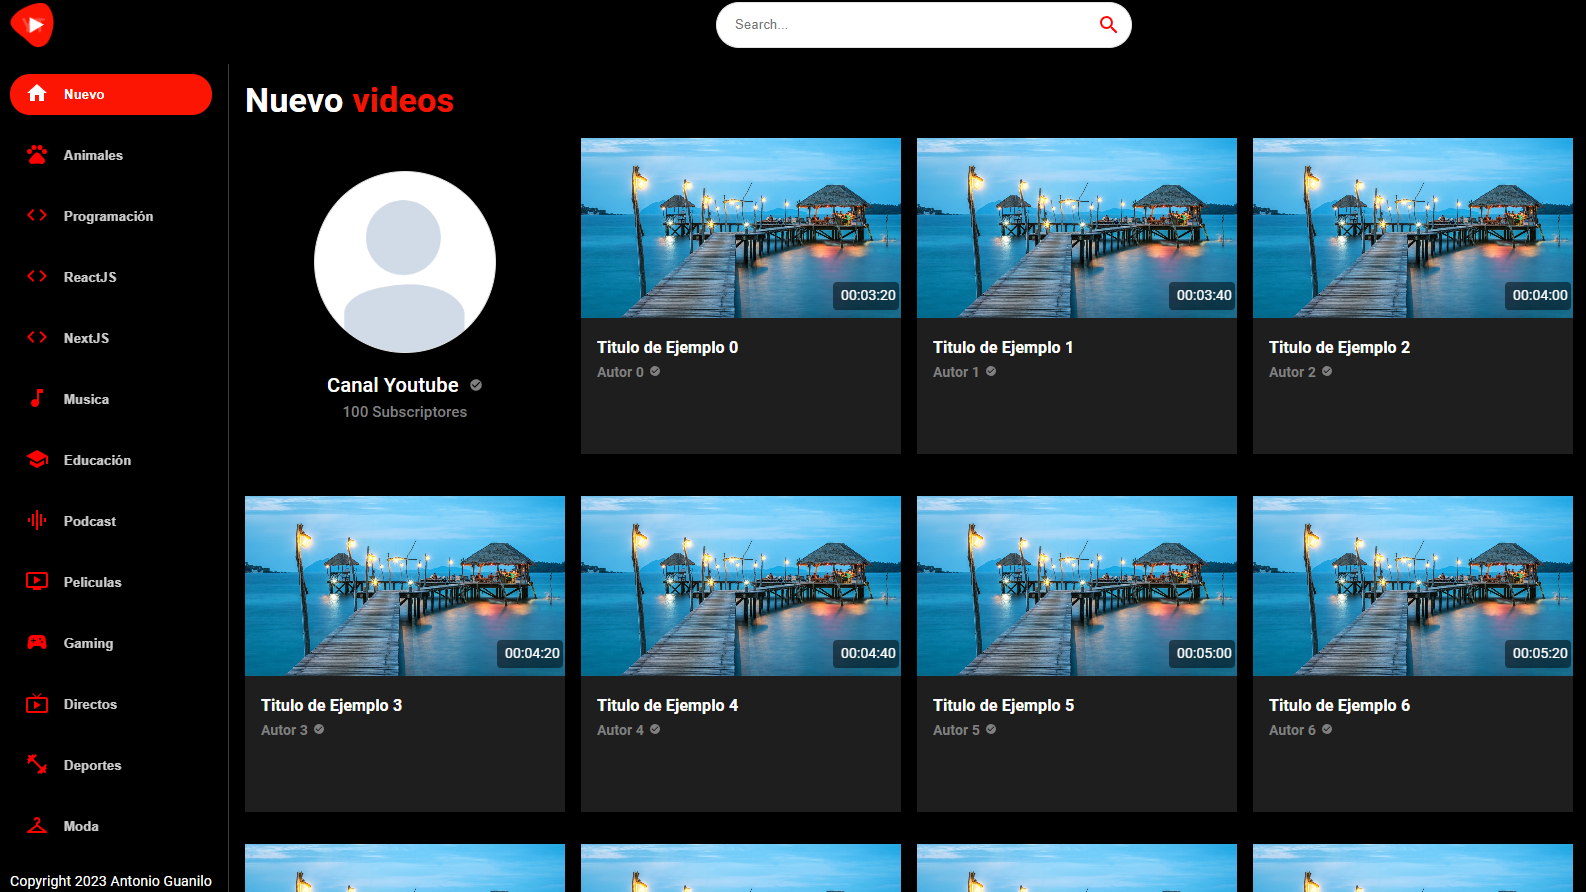 Search...
Nuevo
Animales
Programación
ReactJS
NextJS
Musica
Educación
Podcast
Peliculas
Gaming
Directos
Deportes
Moda
Copyright 2023 Antonio Guanilo
Nuevo videos
Canal Youtube
100 Subscriptores
00:03:20
Titulo de Ejemplo 0
Autor 0
00:03:40
Titulo de Ejemplo 1
Autor 1
00:04:00
Titulo de Ejemplo 2
Autor 2
00:04:20
Titulo de Ejemplo 3
Autor 3
00:04:40
Titulo de Ejemplo 4
Autor 4
00:05:00
Titulo de Ejemplo 5
Autor 5
00:05:20
Titulo de Ejemplo 6
Autor 6